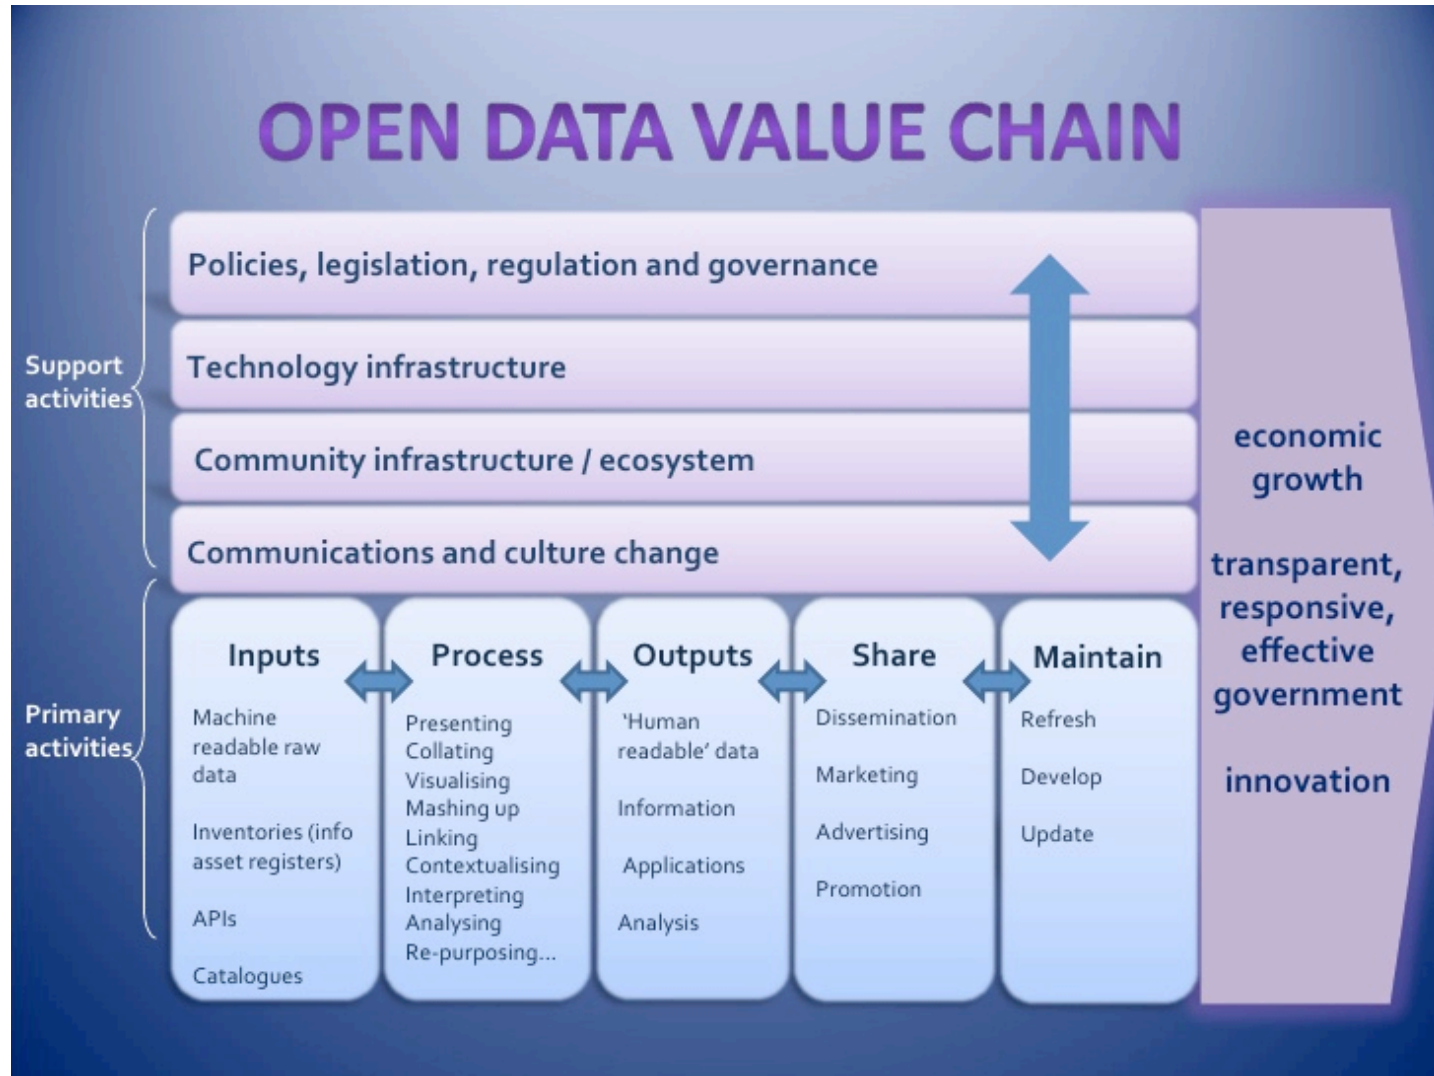 OPEN DATA VALUE CHAIN
Support
activities
Policies, legislation, regulation and governance
Technology infrastructure
Community infrastructure / ecosystem
Communications and culture change
Primary
activities
Inputs
Machine
readable raw
data
Inventories (info
asset registers)
APIs
Catalogues
Process
Presenting
Collating
Visualising
Mashing up
Linking
Contextualising
Interpreting
Analysing
Re-purposing...
Outputs
‘Human
readable’ data
Information
Applications
Analysis
Share
Dissemination
Marketing
Advertising
Promotion
Maintain
Refresh
Develop
Update
economic
growth
transparent,
responsive,
effective
government
innovation